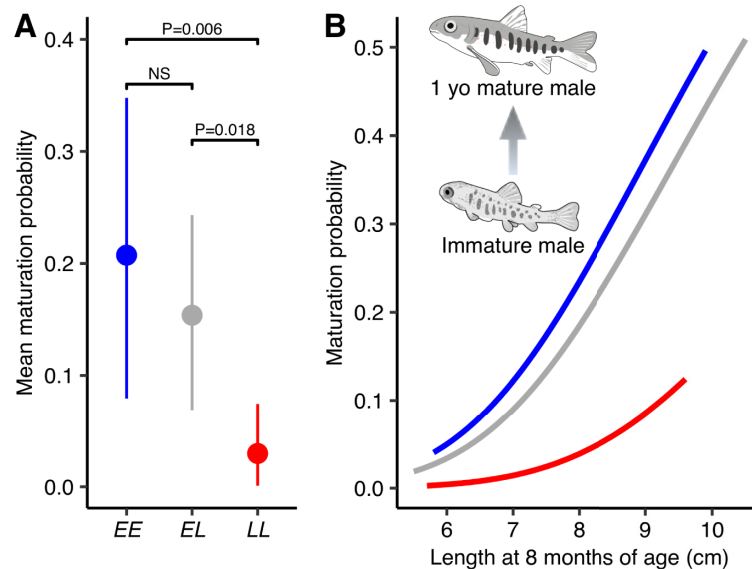 A
P=0.006
NS
P=0.018
Mean maturation probability
0.4
0.3
0.2
0.1
0.0
EE EL LL
B
1 yo mature male
Immature male
Maturation probability
0.5
0.4
0.3
0.2
0.1
0.0
6 7 8 9 10
Length at 8 months of age (cm)